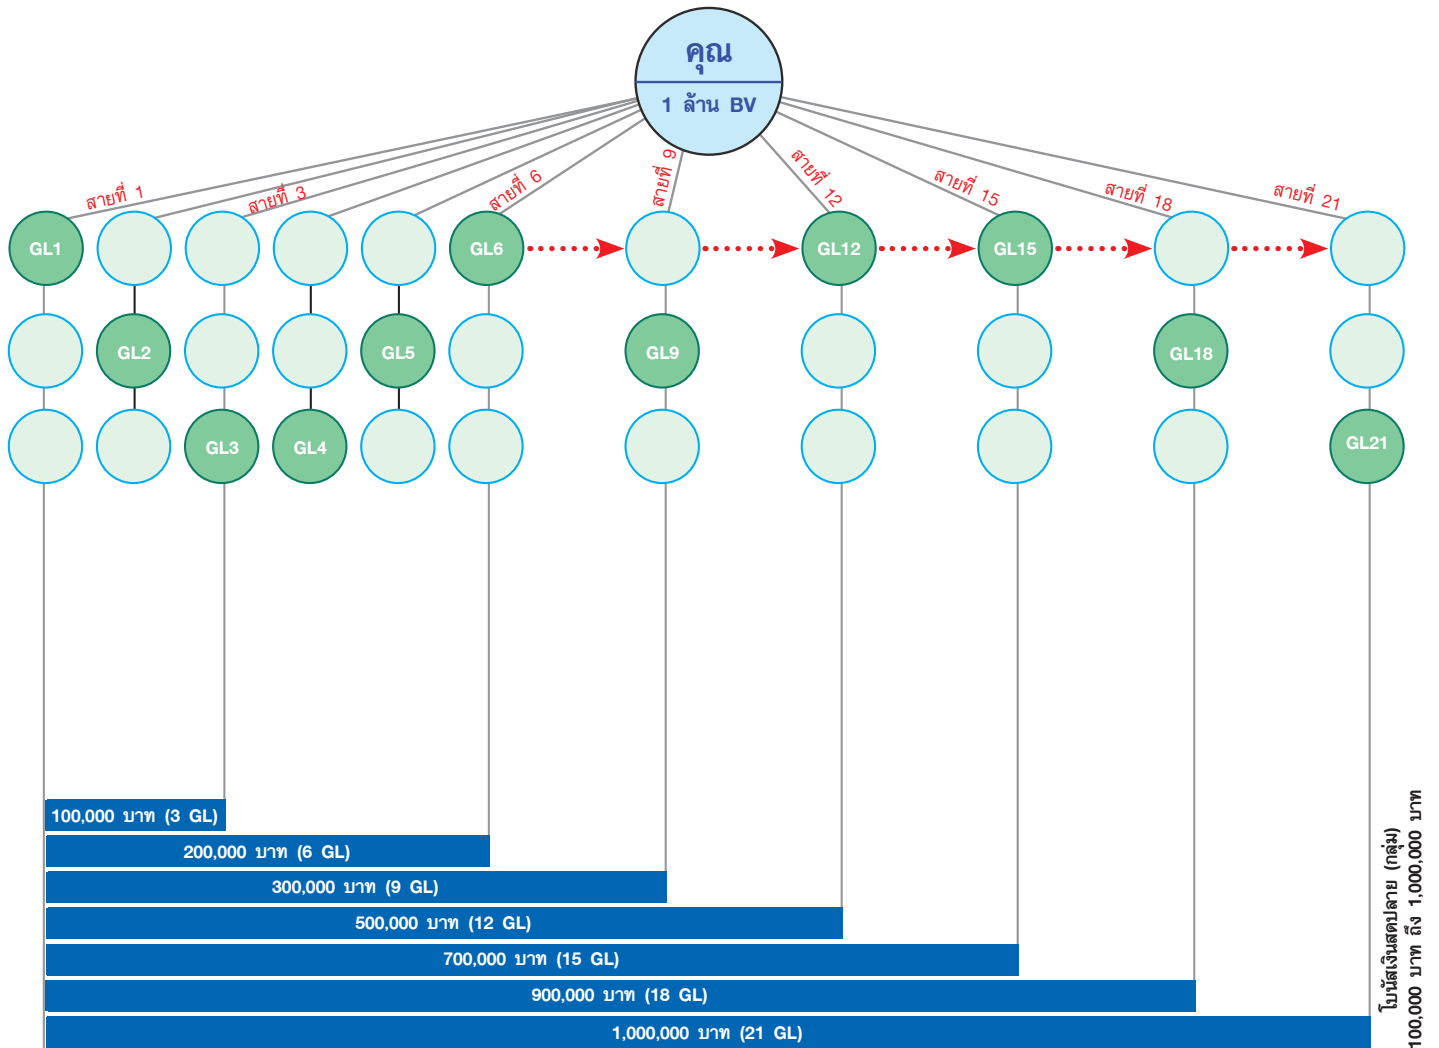 คุณ
1 ล้าน BV
สายที่ 1
สายที่ 3
สายที่ 6
สายที่ 9
สายที่ 12
สายที่ 15
สายที่ 18
สายที่ 21
GL1
GL6
GL12
GL15
GL2
GL5
GL9
GL18
GL3
GL4
GL21
100,000 บาท (3 GL)
200,000 บาท (6 GL)
300,000 บาท (9 GL)
500,000 บาท (12 GL)
700,000 บาท (15 GL)
900,000 บาท (18 GL)
1,000,000 บาท (21 GL)
โบนัสเงินสดปลาย (กลุ่ม)
100,000 บาท ถึง 1,000,000 บาท